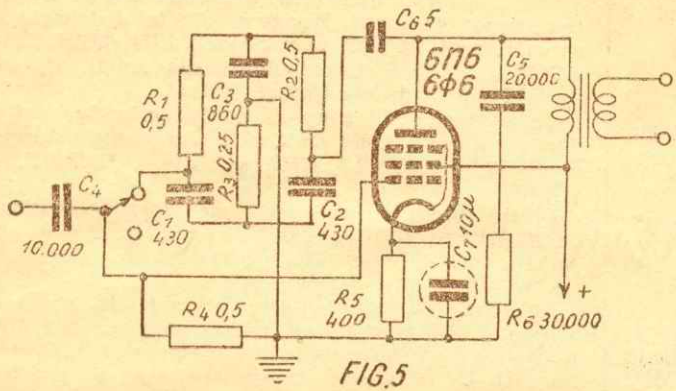 C6 5
6П6
6Ф6
C5
20000
R1
0,5
C3
860
R2 0,5
R3 0,25
C4
10.000
C1
430
C2
430
C7 10μ
R5
400
R6 30,000
R4 0,5
+
FIG.5